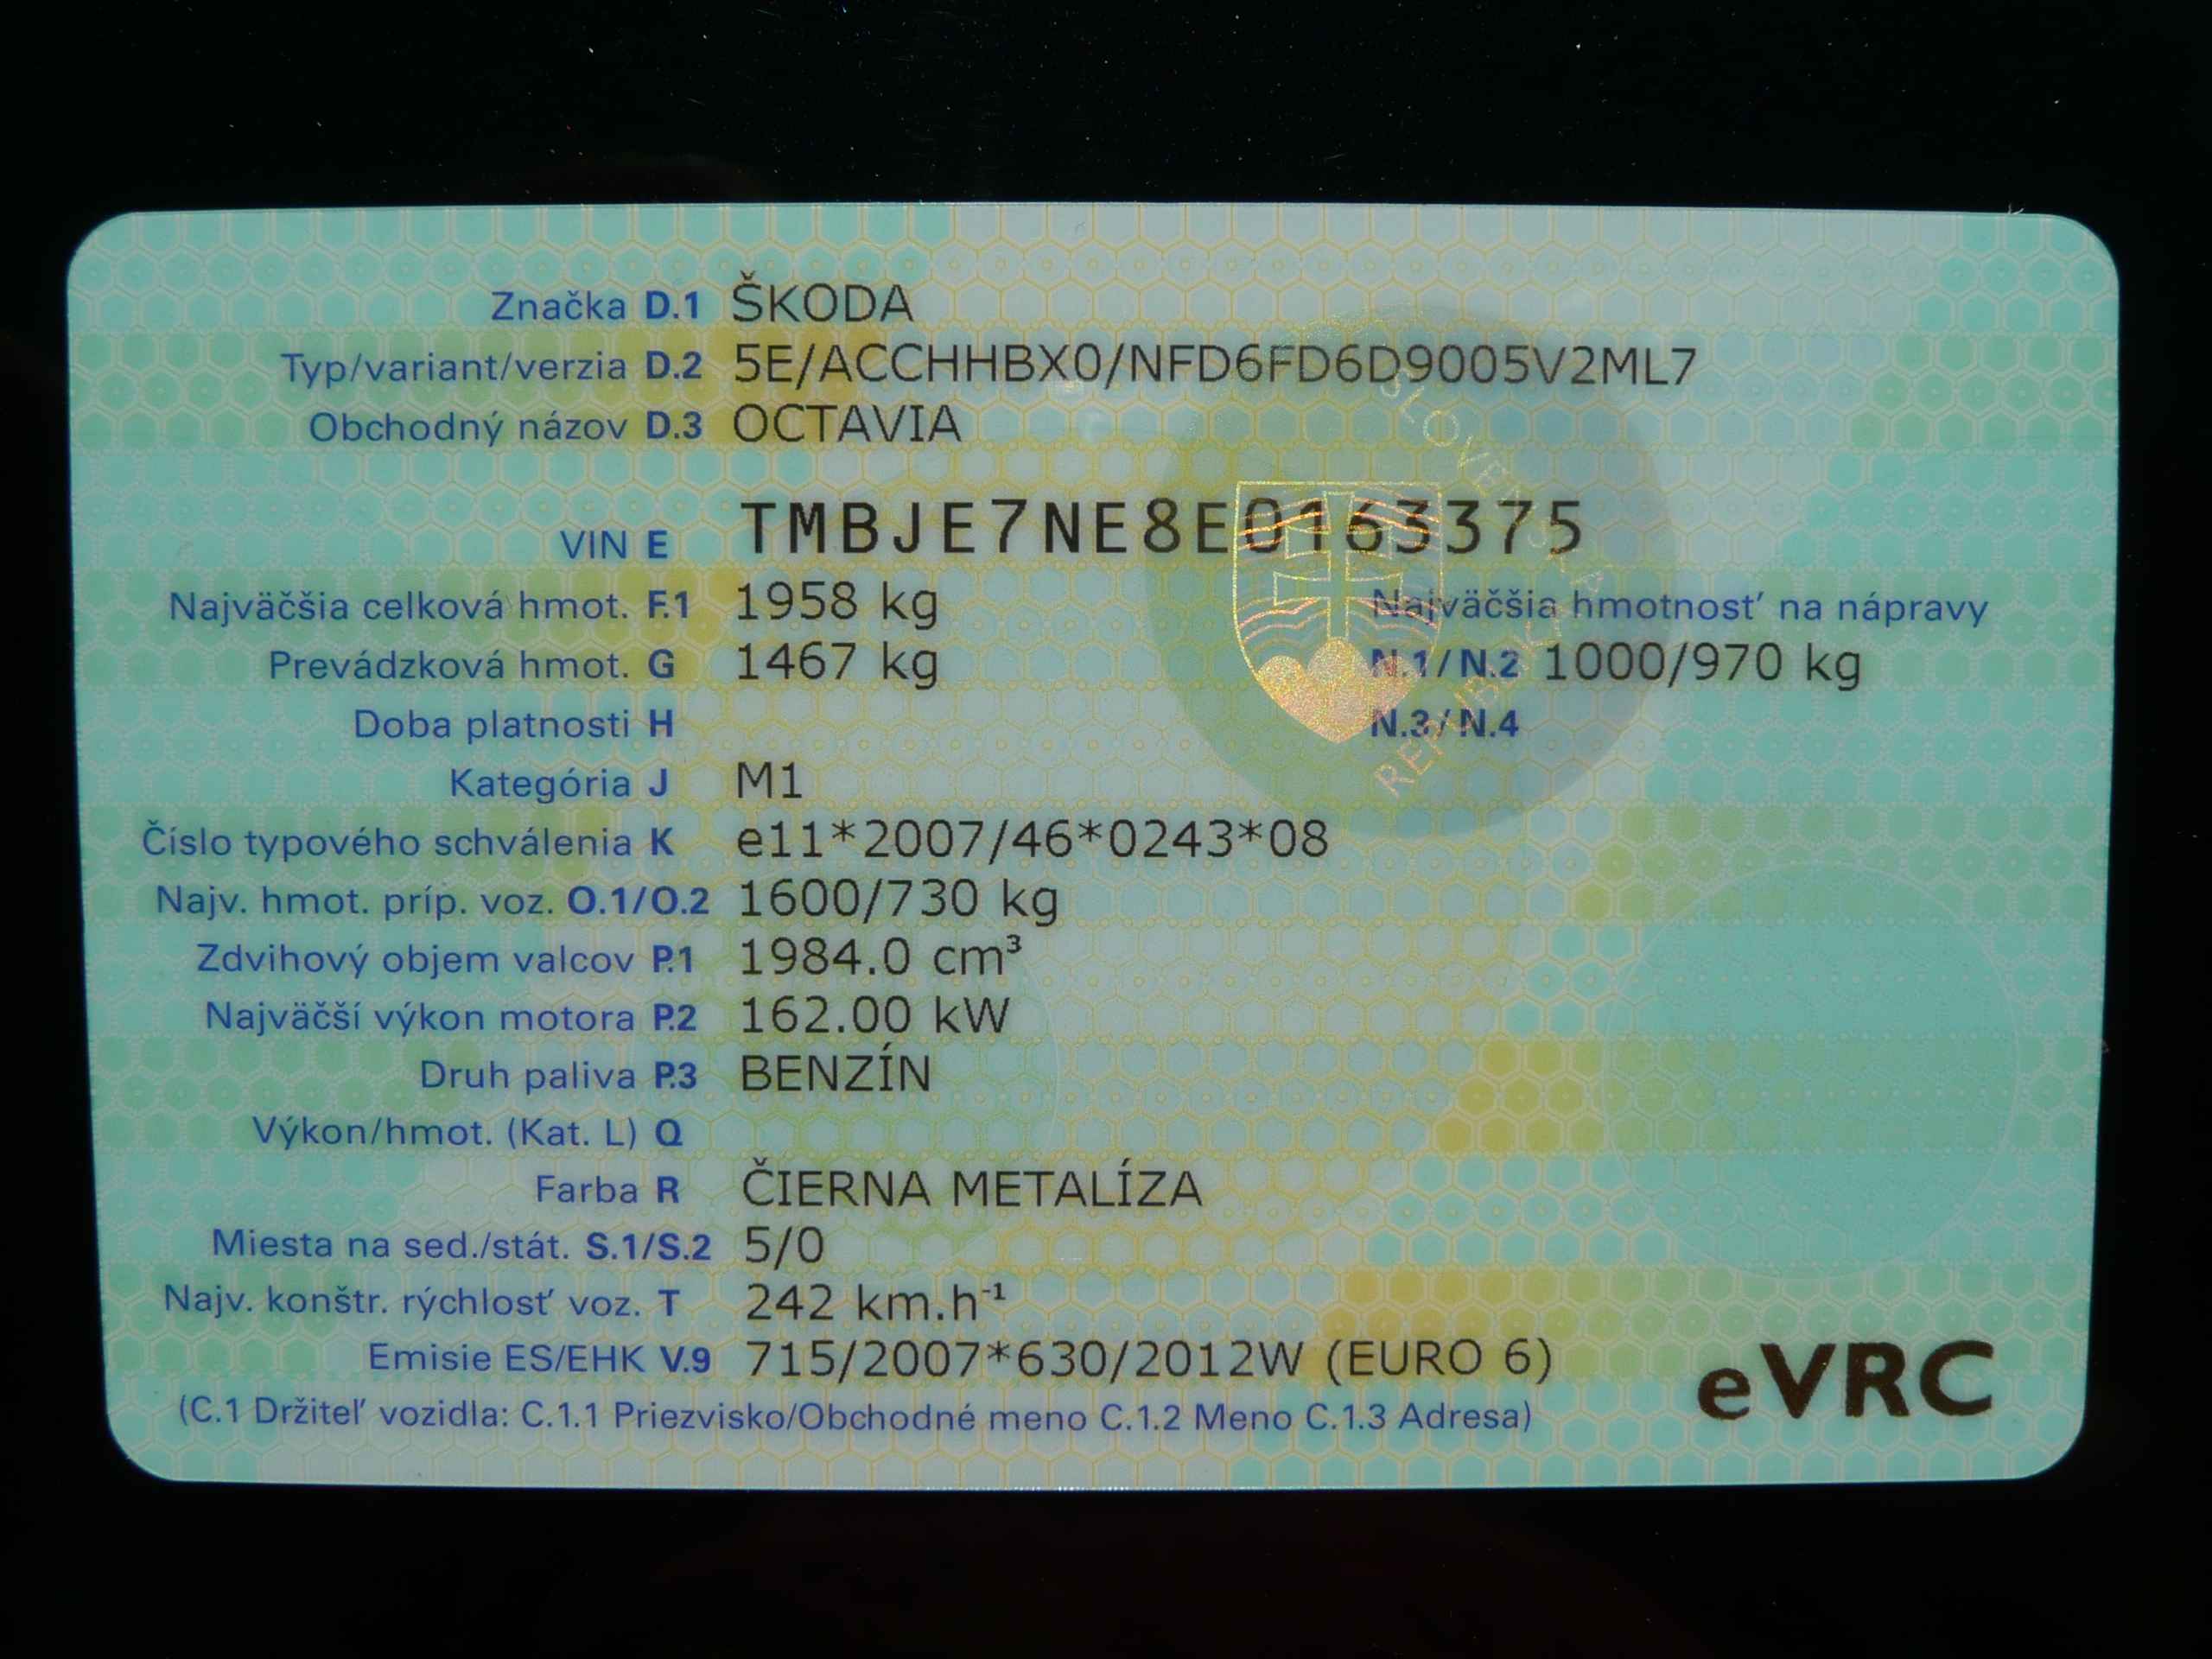 Značka D.1 ŠKODA
Typ/variant/verzia D.2 5E/ACCHHBX0/NFD6FD6D9005V2ML7
Obchodný názov D.3 OCTAVIA
VIN E TMBJE7NE8E0163375
Najväčšia celková hmot. F.1 1958 kg Najväčšia hmotnosť na nápravy
Prevádzková hmot. G 1467 kg N.1/N.2 1000/970 kg
Doba platnosti H N.3/N.4
Kategória J M1
Číslo typového schválenia K e11*2007/46*0243*08
Najv. hmot. príp. voz. O.1/O.2 1600/730 kg
Zdvihový objem valcov P.1 1984.0 cm³
Najväčší výkon motora P.2 162.00 kW
Druh paliva P.3 BENZÍN
Výkon/hmot. (Kat. L) Q
Farba R ČIERNA METALÍZA
Miesta na sed./stát. S.1/S.2 5/0
Najv. konštr. rýchlosť voz. T 242 km.h⁻¹
Emisie ES/EHK V.9 715/2007*630/2012W (EURO 6)
(C.1 Držiteľ vozidla: C.1.1 Priezvisko/Obchodné meno C.1.2 Meno C.1.3 Adresa)
eVRC
SLOVENSKÁ
REPUBLIKA